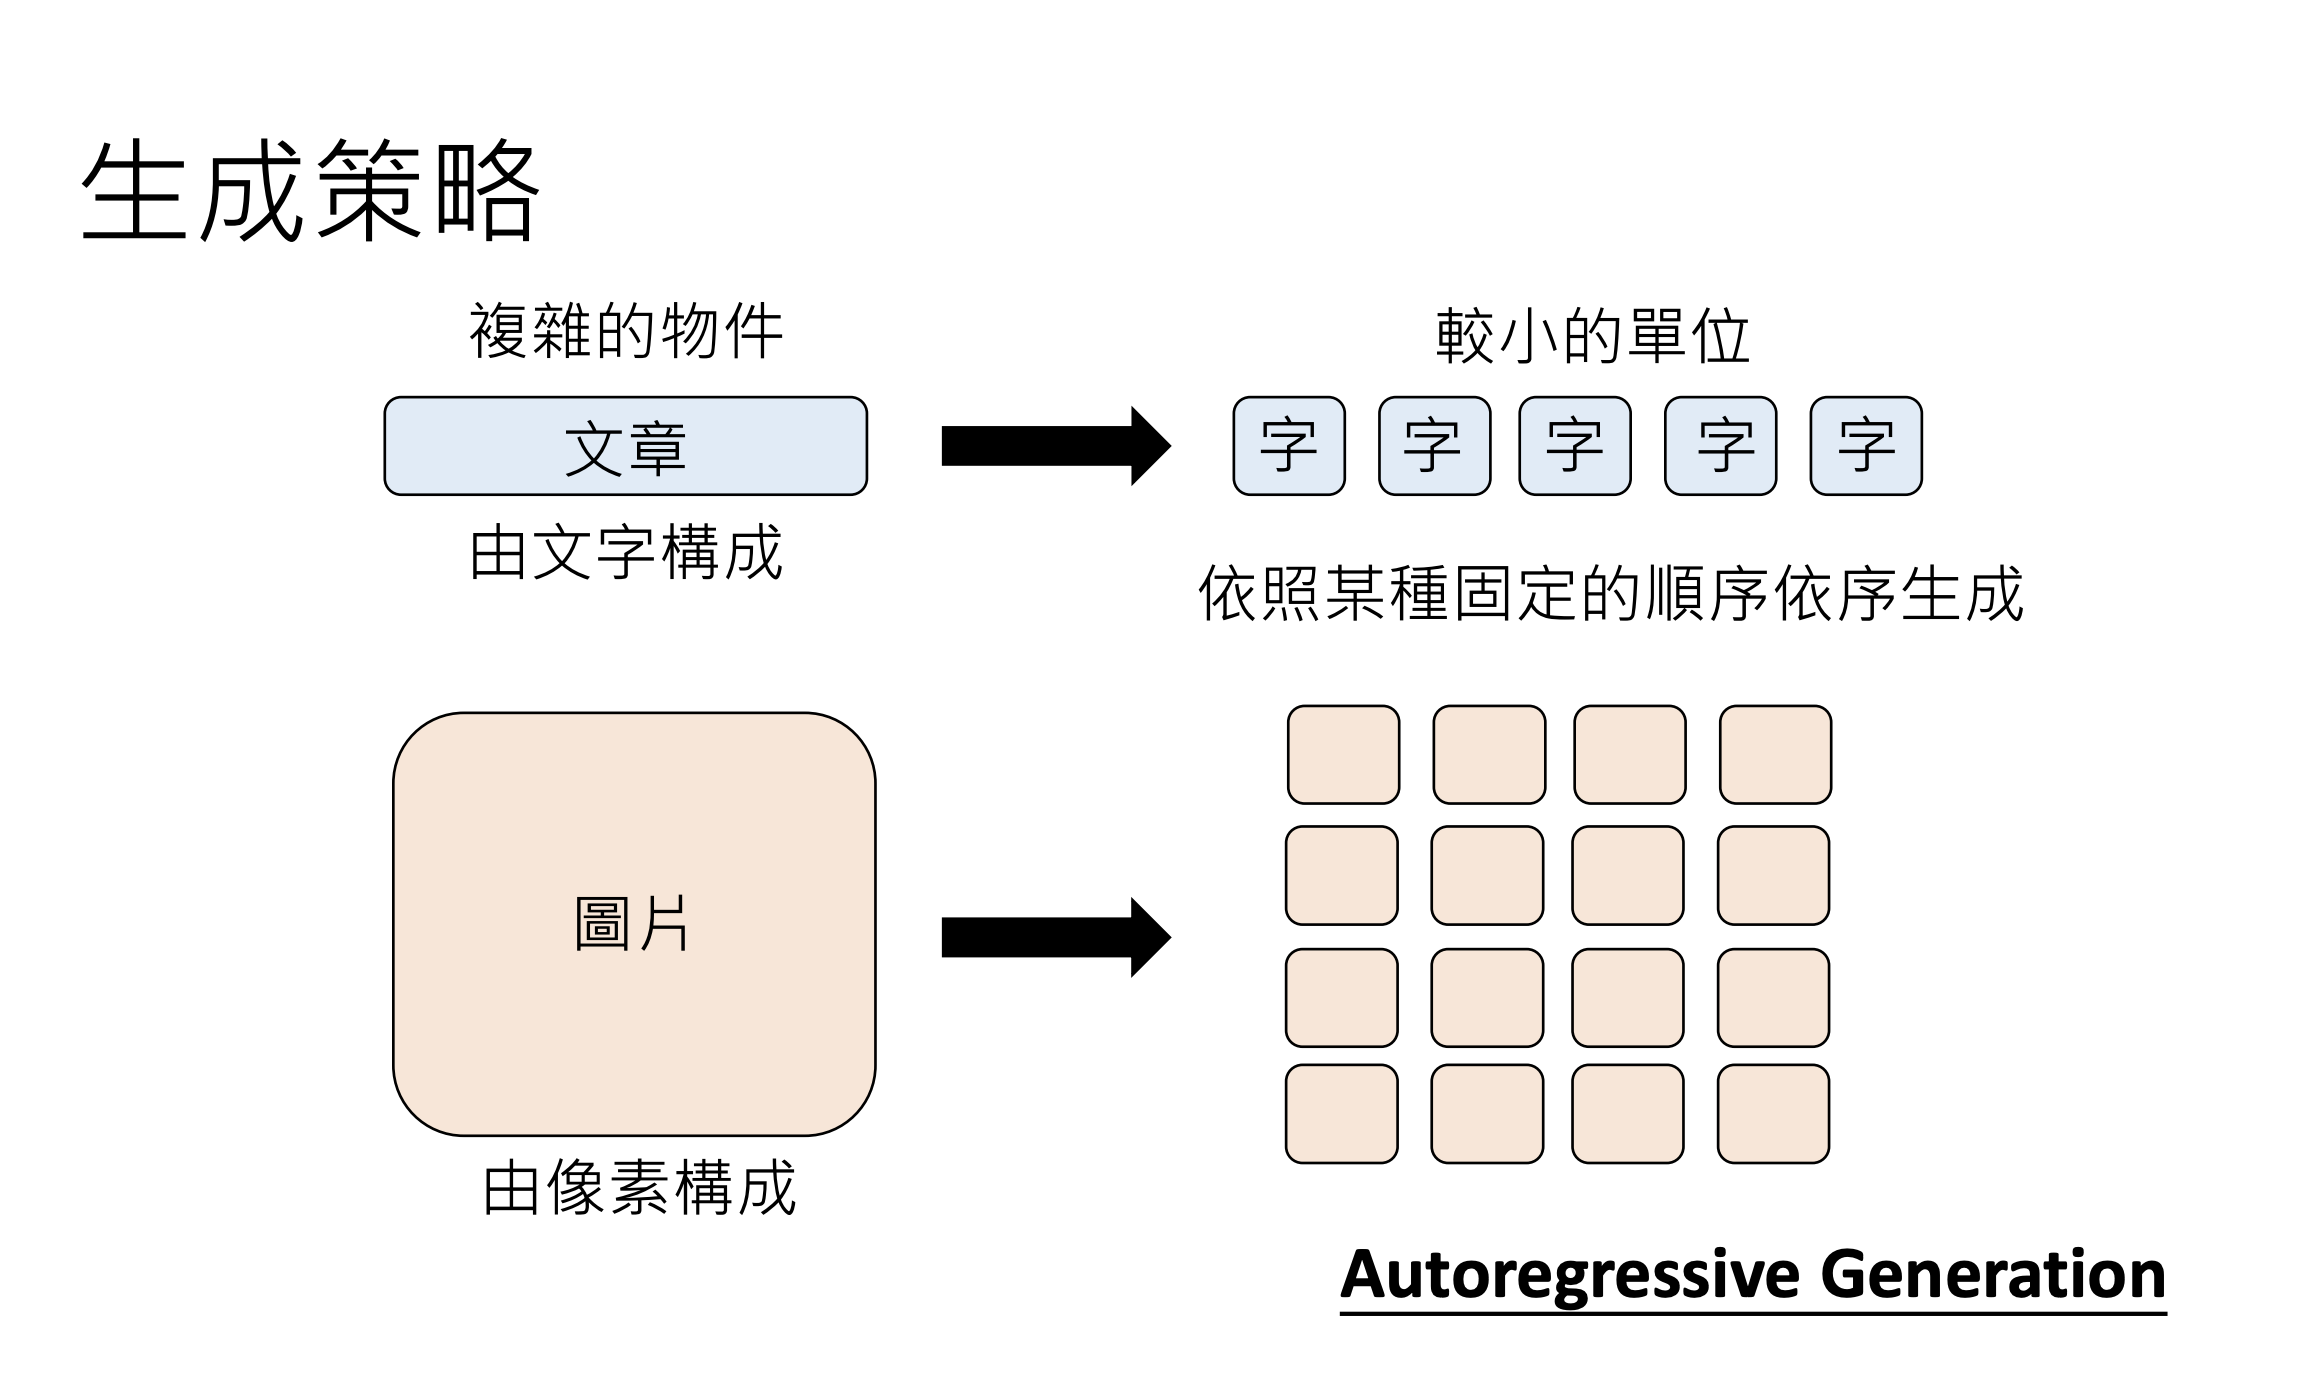 生成策略
複雜的物件
較小的單位
文章
字 字 字 字 字
由文字構成
依照某種固定的順序依序生成
圖片
由像素構成
Autoregressive Generation